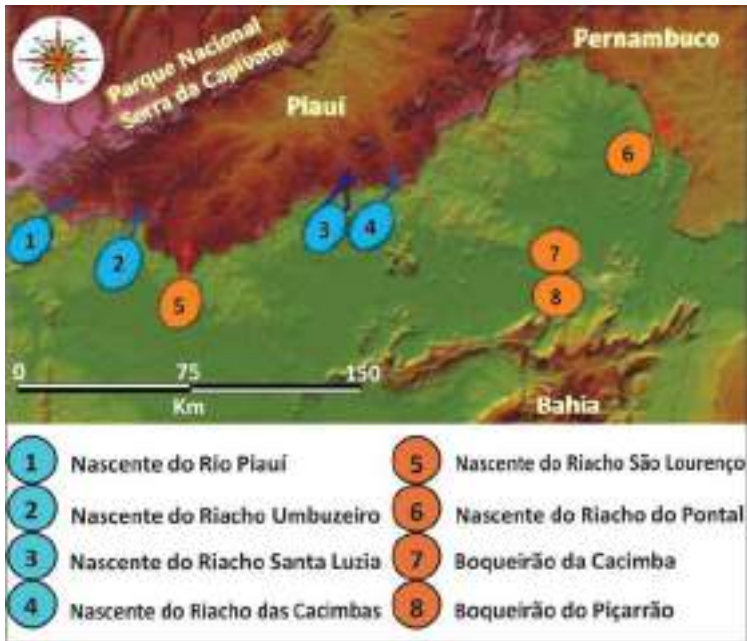 Pernambuco
Parque Nacional
Serra da Capivara
Piauí
6
1
2
3
4
5
7
8
0 75 150
Km
Bahia
1 Nascente do Rio Piauí
2 Nascente do Riacho Umbuzeiro
3 Nascente do Riacho Santa Luzia
4 Nascente do Riacho das Cacimbas
5 Nascente do Riacho São Lourenço
6 Nascente do Riacho do Pontal
7 Boqueirão da Cacimba
8 Boqueirão do Piçarrão